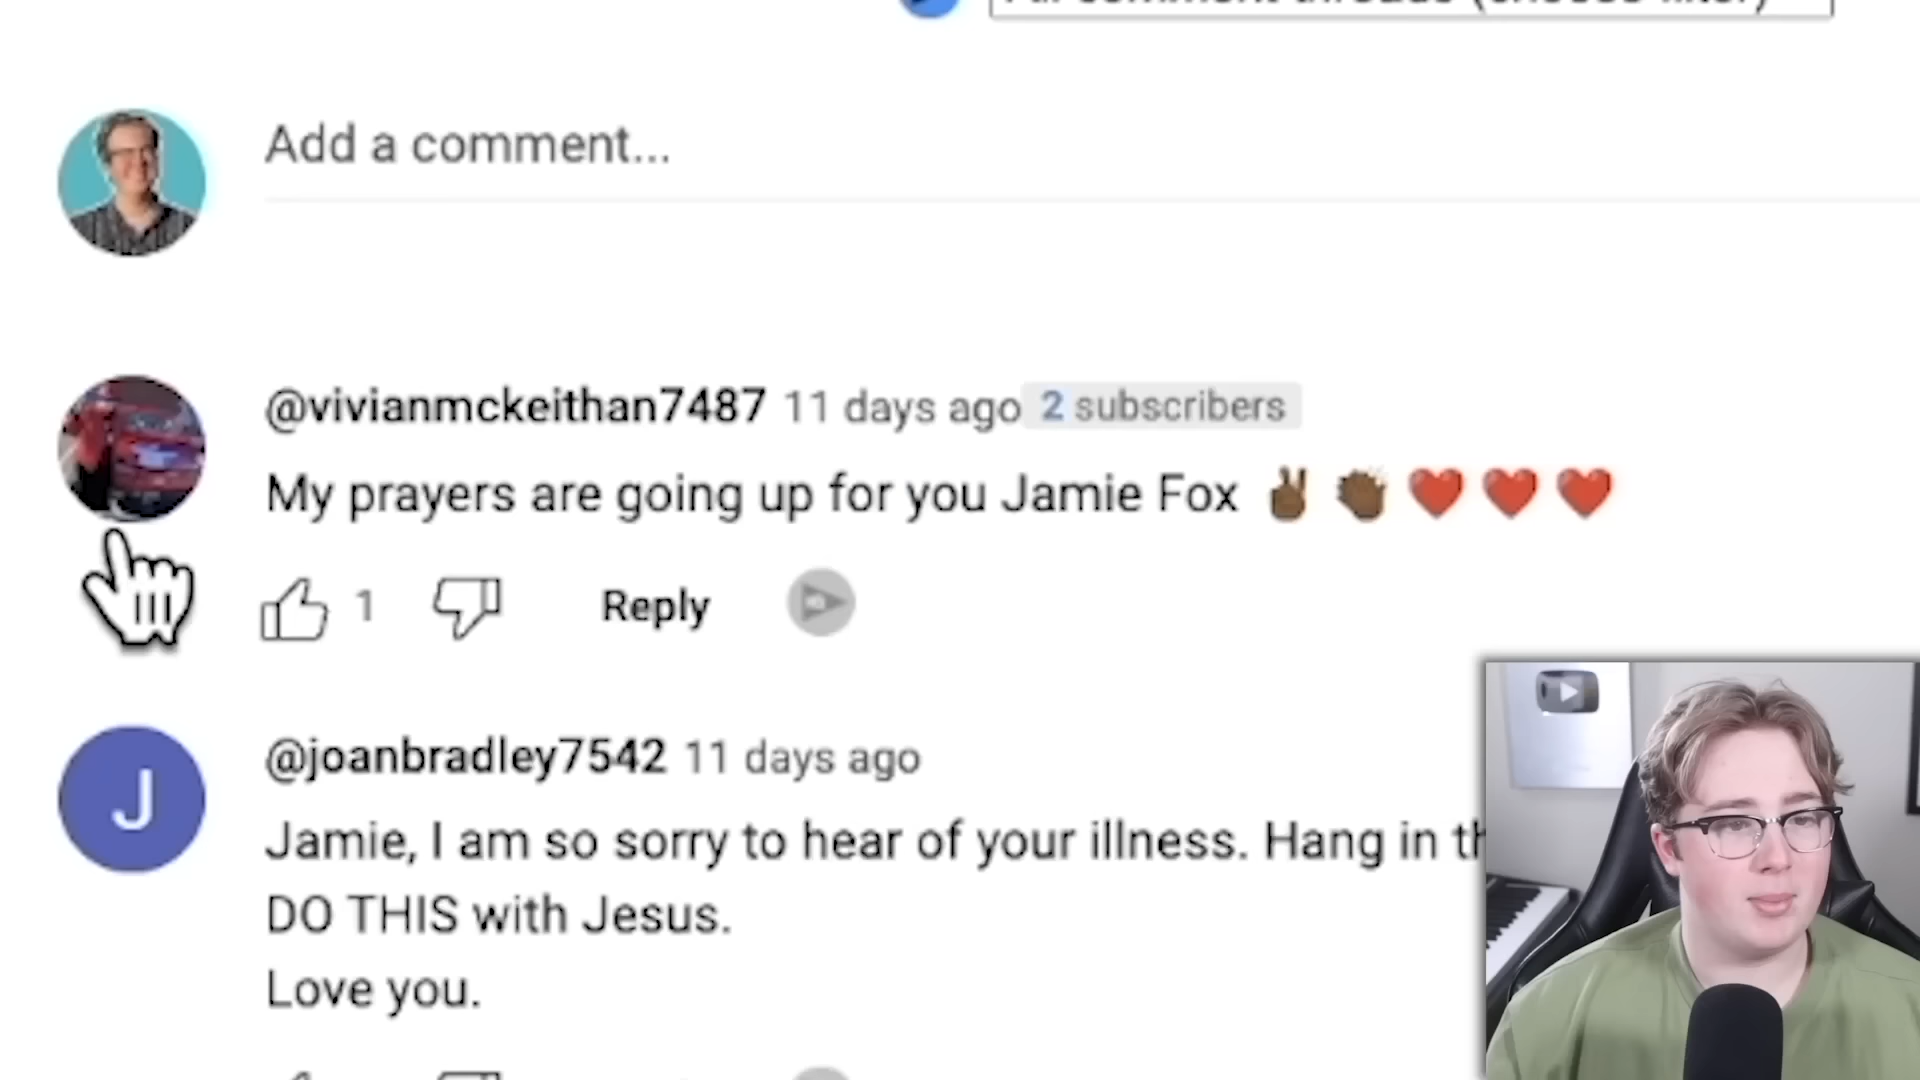 Add a comment...
@vivianmckeithan7487 11 days ago 2 subscribers
My prayers are going up for you Jamie Fox ✌🏾 👏🏾 ❤️ ❤️ ❤️
1 Reply
J
@joanbradley7542 11 days ago
Jamie, I am so sorry to hear of your illness. Hang in
DO THIS with Jesus.
Love you.